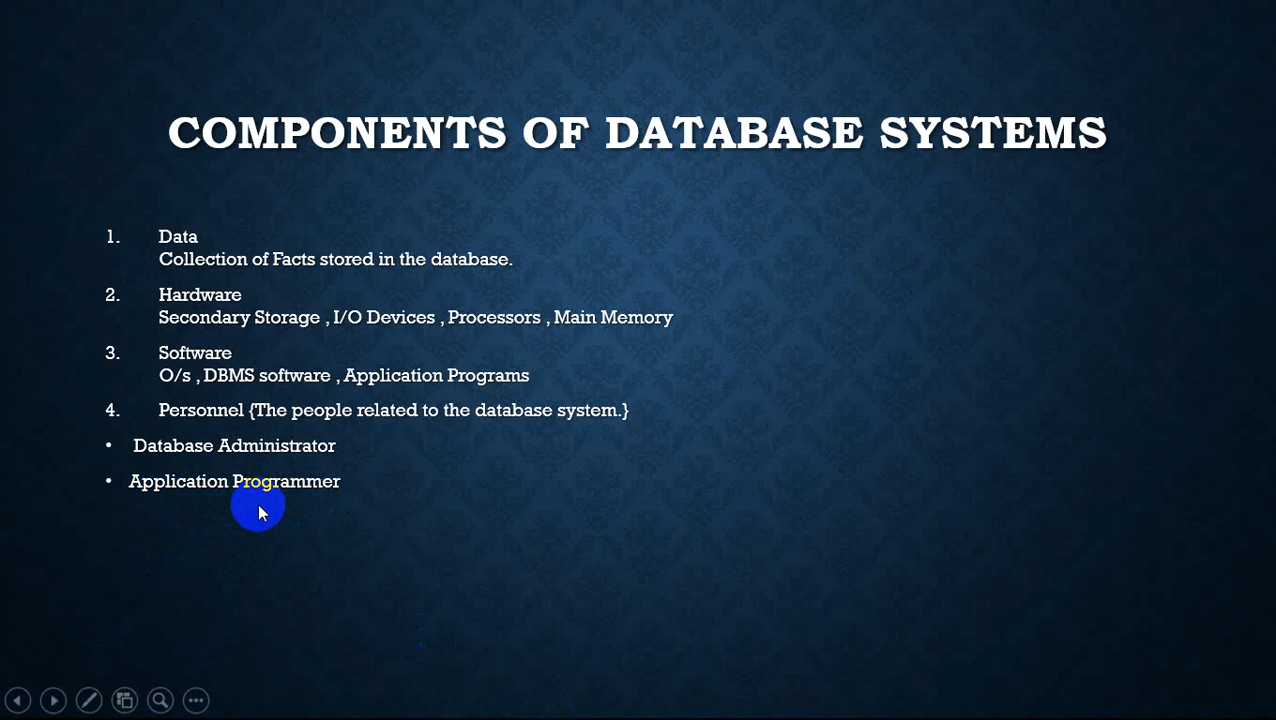 COMPONENTS OF DATABASE SYSTEMS
1. Data
Collection of Facts stored in the database.
2. Hardware
Secondary Storage , I/O Devices , Processors , Main Memory
3. Software
O/s , DBMS software , Application Programs
4. Personnel {The people related to the database system.}
• Database Administrator
• Application Programmer